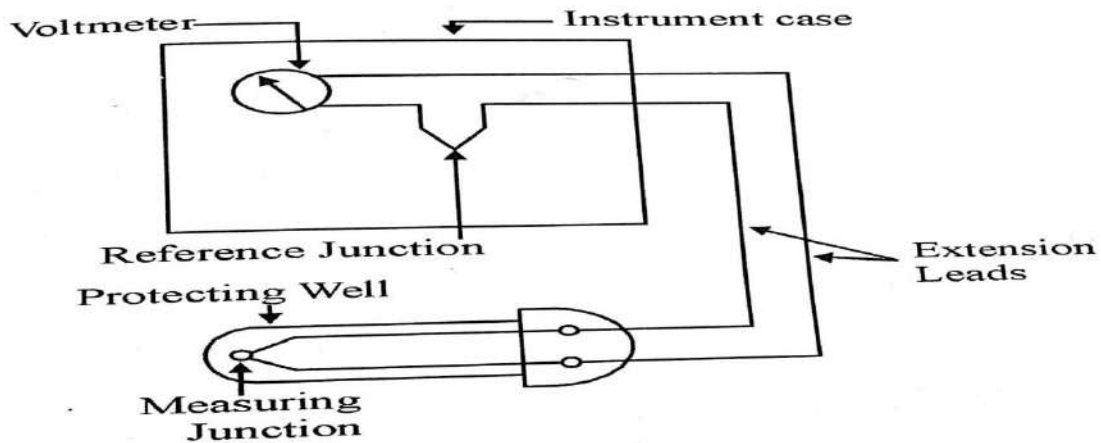 Voltmeter
Instrument case
Reference Junction
Extension
Leads
Protecting Well
Measuring
Junction